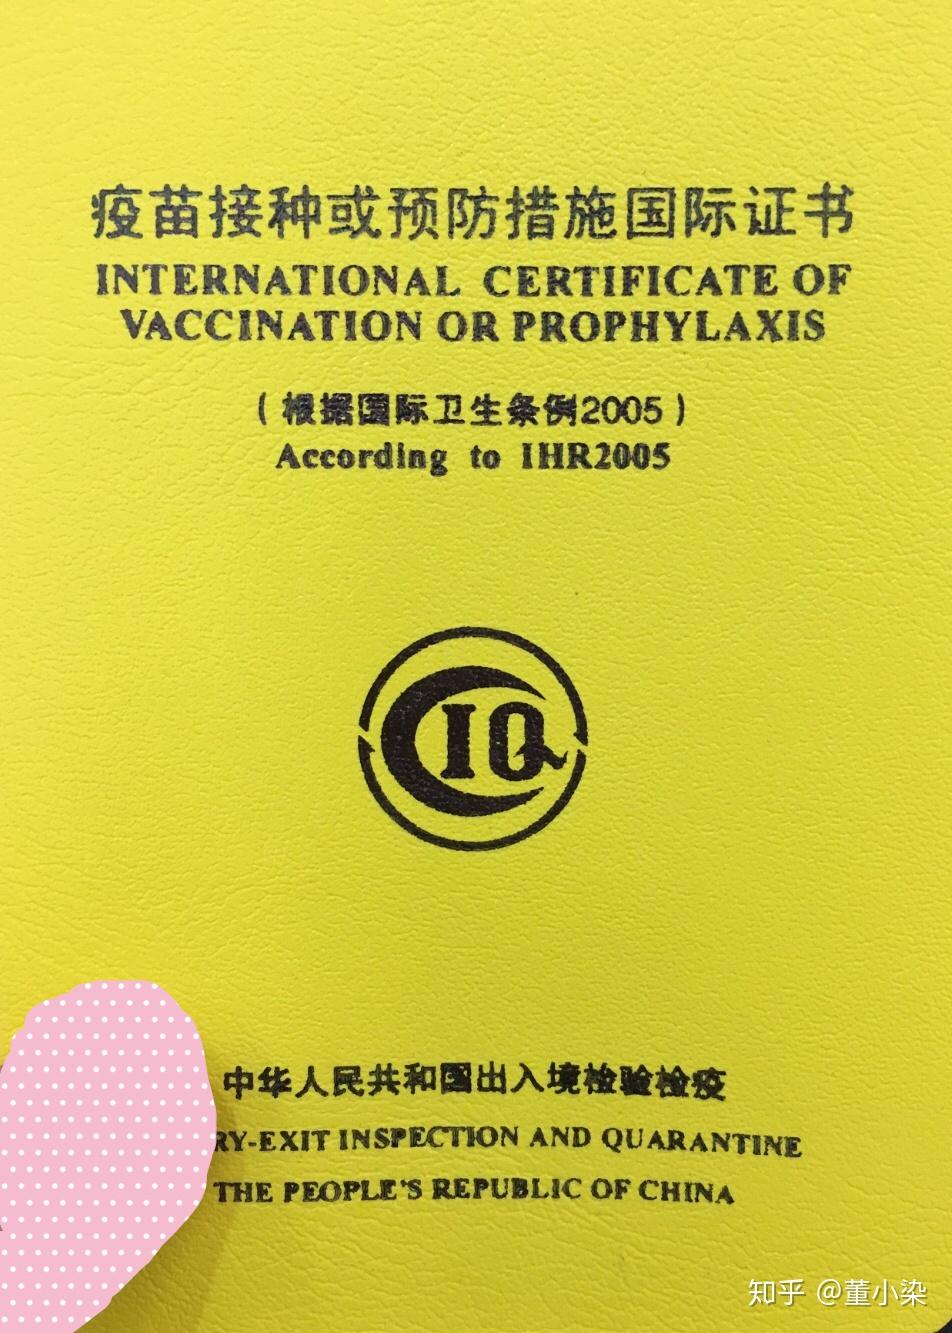 疫苗接种或预防措施国际证书
INTERNATIONAL CERTIFICATE OF
VACCINATION OR PROPHYLAXIS
(根据国际卫生条例2005)
According to IHR2005
CIQ
中华人民共和国出入境检验检疫
RY-EXIT INSPECTION AND QUARANTINE
THE PEOPLE'S REPUBLIC OF CHINA
知乎 @董小染